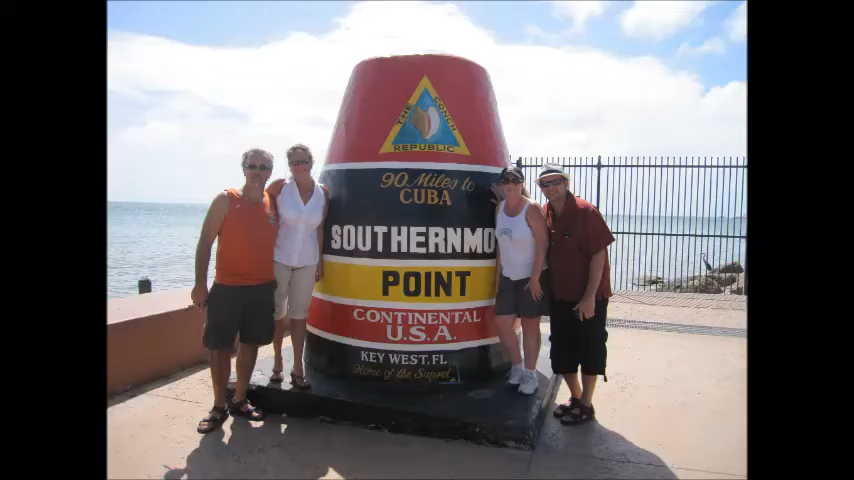 THE CONCH
REPUBLIC
90 Miles to
CUBA
SOUTHERNMO
POINT
CONTINENTAL
U.S.A.
KEY WEST, FL
Home of the Sunset